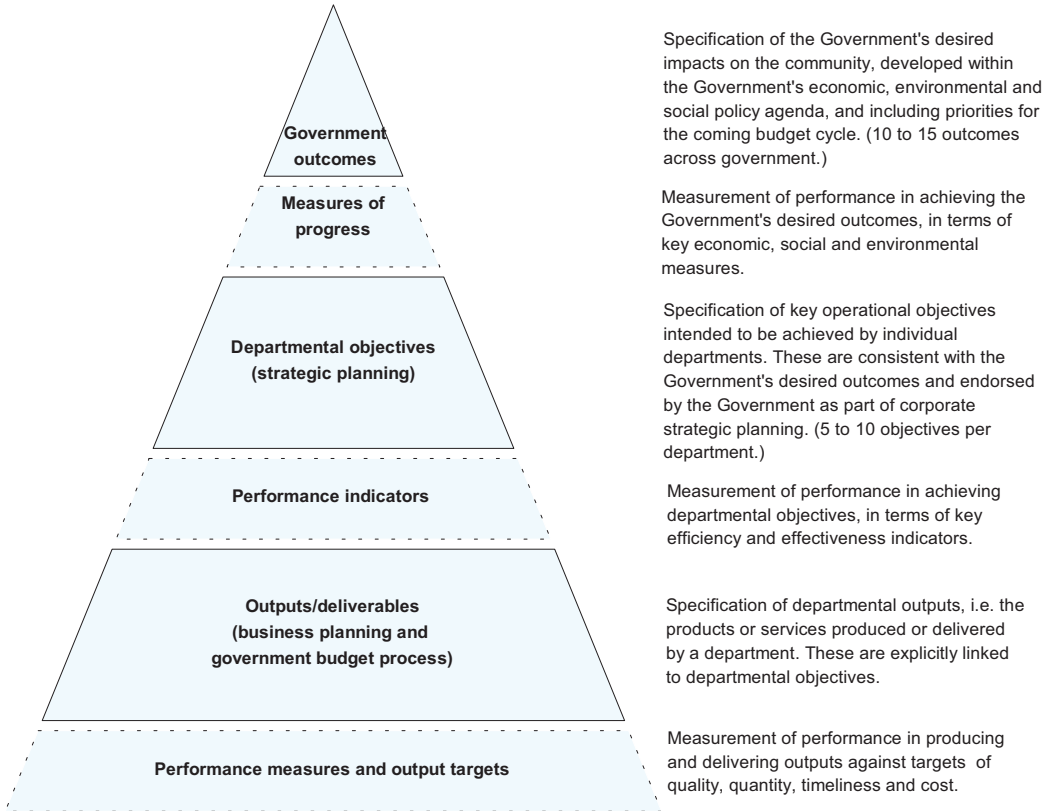 Government
outcomes
Specification of the Government's desired
impacts on the community, developed within
the Government's economic, environmental and
social policy agenda, and including priorities for
the coming budget cycle. (10 to 15 outcomes
across government.)
Measures of
progress
Measurement of performance in achieving the
Government's desired outcomes, in terms of
key economic, social and environmental
measures.
Departmental objectives
(strategic planning)
Specification of key operational objectives
intended to be achieved by individual
departments. These are consistent with the
Government's desired outcomes and endorsed
by the Government as part of corporate
strategic planning. (5 to 10 objectives per
department.)
Performance indicators
Measurement of performance in achieving
departmental objectives, in terms of key
efficiency and effectiveness indicators.
Outputs/deliverables
(business planning and
government budget process)
Specification of departmental outputs, i.e. the
products or services produced or delivered
by a department. These are explicitly linked
to departmental objectives.
Performance measures and output targets
Measurement of performance in producing
and delivering outputs against targets of
quality, quantity, timeliness and cost.